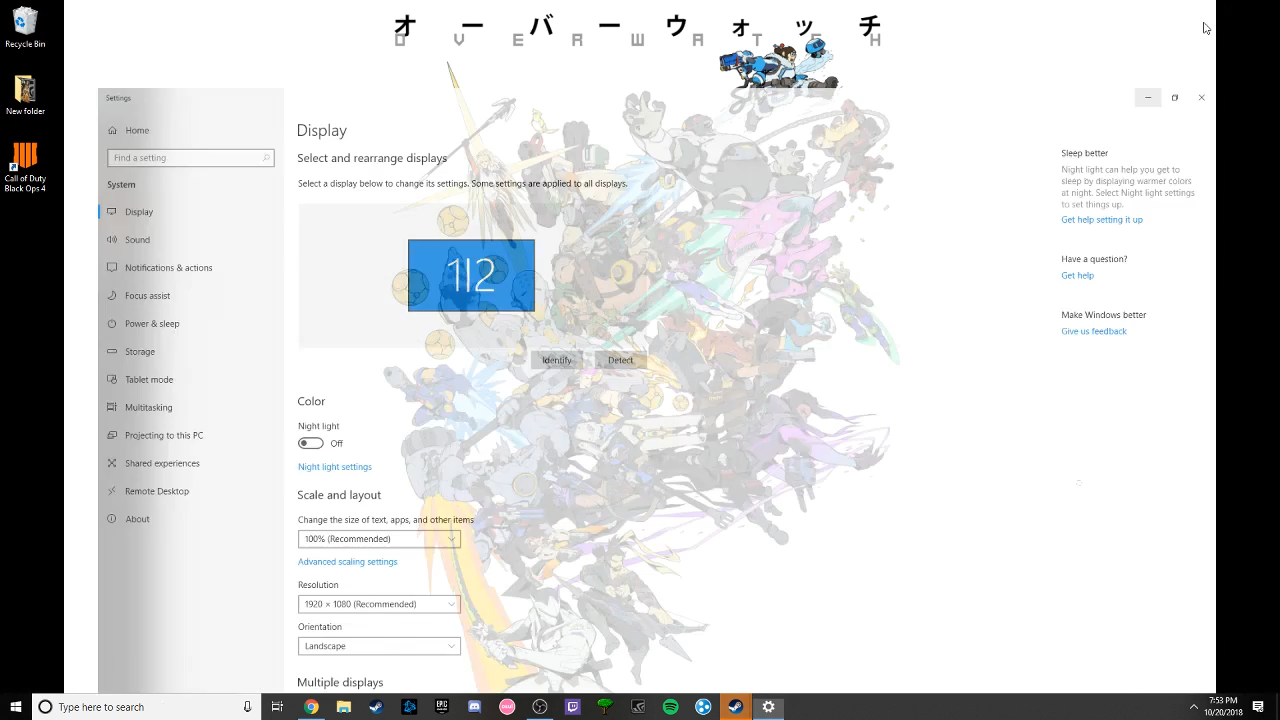 オーバーウォッチ
OVERWATCH
Recycle Bin
New folder
Call of Duty
Black Ops 4
Settings
Home
Find a setting
System
Display
Sound
Notifications & actions
Focus assist
Power & sleep
Storage
Tablet mode
Multitasking
Projecting to this PC
Shared experiences
Remote Desktop
About
Display
Select and rearrange displays
Select a display below to change its settings. Some settings are applied to all displays.
1|2
Identify
Detect
Color
Night light
Off
Night light settings
Scale and layout
Change the size of text, apps, and other items
100% (Recommended)
Advanced scaling settings
Resolution
1920 × 1080 (Recommended)
Orientation
Landscape
Multiple displays
Sleep better
Night light can help you get to
sleep by displaying warmer colors
at night. Select Night light settings
to set things up.
Get help setting it up
Have a question?
Get help
Make Windows better
Give us feedback
Type here to search
EPIC
osu!
7:53 PM
10/20/2018